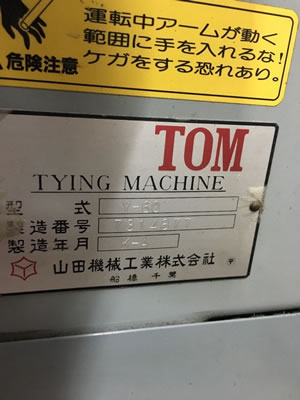 運転中アームが動く
範囲に手を入れるな!
ケガをする恐れあり。
危険注意
TOM
TYING MACHINE
型 式
製造番号
製造年月
山田機械工業株式会社
船橋 千葉